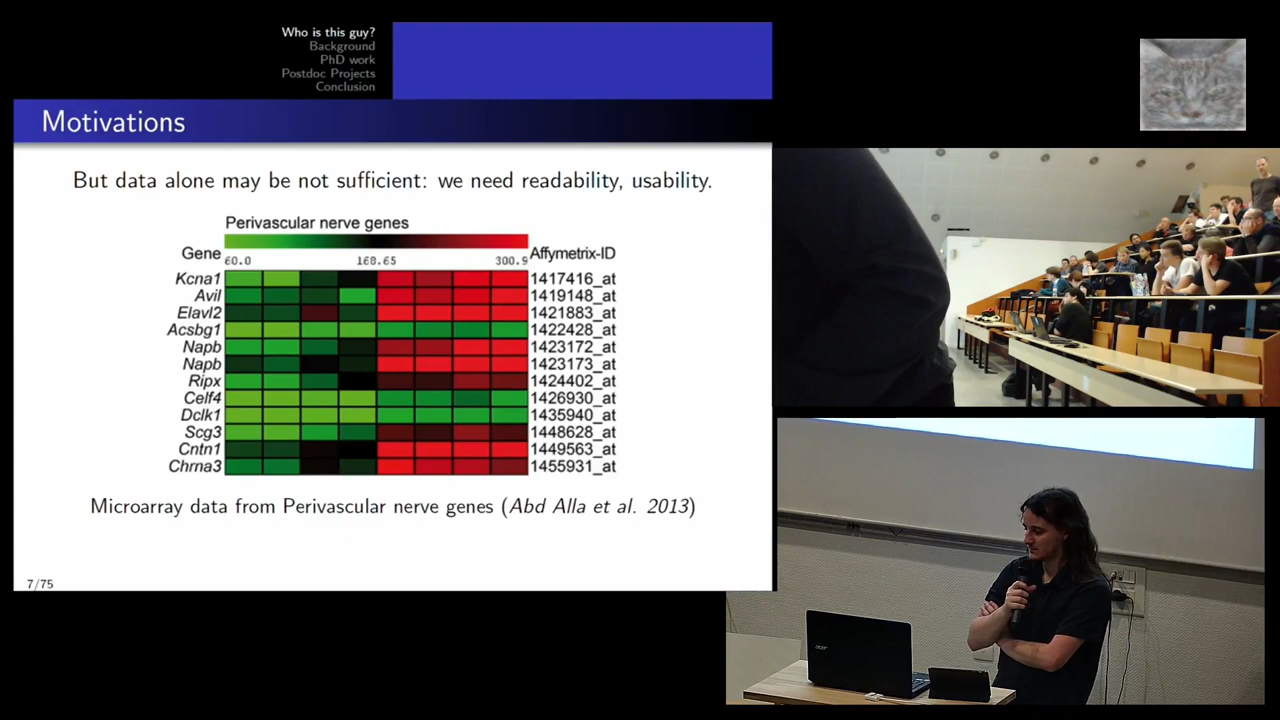 Who is this guy?
Background
PhD work
Postdoc Projects
Conclusion
Motivations
But data alone may be not sufficient: we need readability, usability.
Perivascular nerve genes
Gene Affymetrix-ID
60.0 168.65 300.9
Kcna1 1417416_at
Avil 1419148_at
Elavl2 1421883_at
Acsbg1 1422428_at
Napb 1423172_at
Napb 1423173_at
Ripx 1424402_at
Celf4 1426930_at
Dclk1 1435940_at
Scg3 1448628_at
Cntn1 1449563_at
Chrna3 1455931_at
Microarray data from Perivascular nerve genes (Abd Alla et al. 2013)
7/75
acer